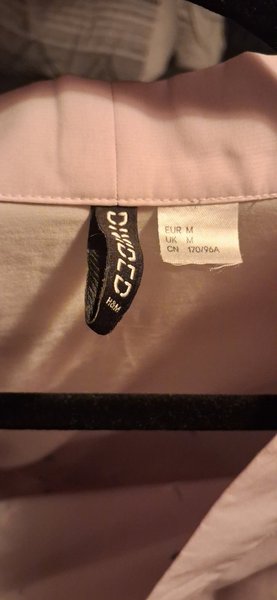 DIVIDED
H&M
EUR M
UK M
CN 170/96A